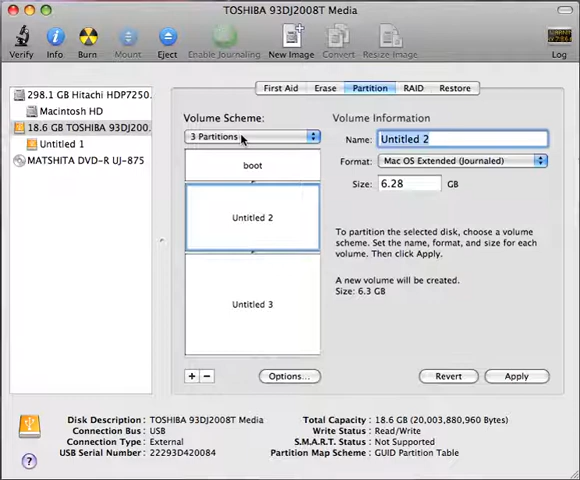 TOSHIBA 93DJ2008T Media
Verify Info Burn Mount Eject Enable Journaling New Image Convert Resize Image Log
298.1 GB Hitachi HDP7250.
Macintosh HD
18.6 GB TOSHIBA 93DJ200...
Untitled 1
MATSHITA DVD-R UJ-875
First Aid Erase Partition RAID Restore
Volume Scheme:
3 Partitions
boot
Untitled 2
Untitled 3
+ − Options...
Volume Information
Name: Untitled 2
Format: Mac OS Extended (Journaled)
Size: 6.28 GB
To partition the selected disk, choose a volume
scheme. Set the name, format, and size for each
volume. Then click Apply.
A new volume will be created.
Size: 6.3 GB
Revert Apply
Disk Description : TOSHIBA 93DJ2008T Media
Connection Bus : USB
Connection Type : External
USB Serial Number : 22293D420084
Total Capacity : 18.6 GB (20,003,880,960 Bytes)
Write Status : Read/Write
S.M.A.R.T. Status : Not Supported
Partition Map Scheme : GUID Partition Table
?